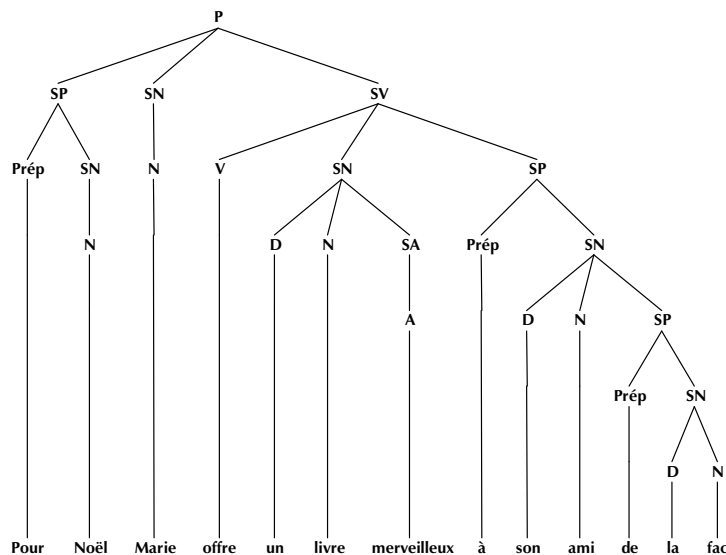 P
SP SN SV
Prép SN N V SN SP
N D N SA Prép SN
A D N SP
Prép SN
D N
Pour Noël Marie offre un livre merveilleux à son ami de la fac